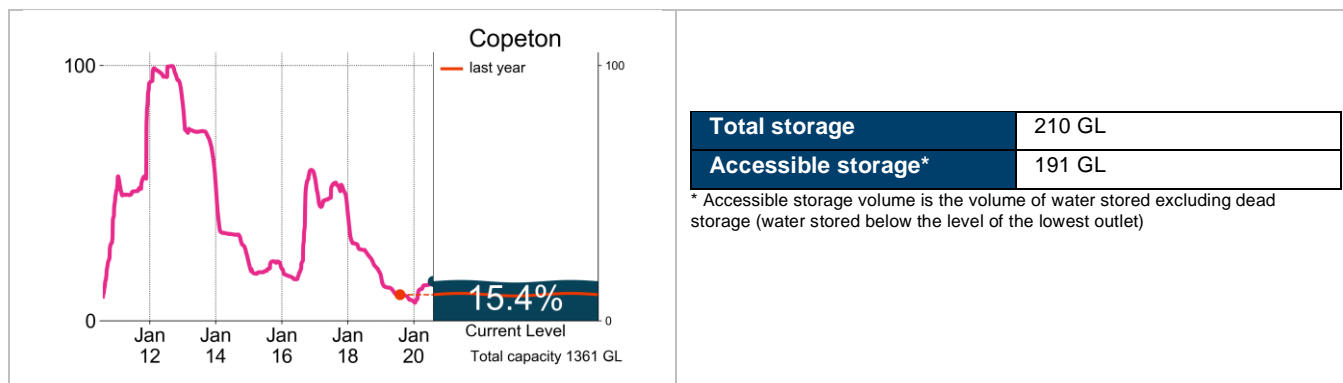 Copeton
last year
100
100
15.4%
0
0
Jan Jan Jan Jan Jan
12 14 16 18 20
Current Level
Total capacity 1361 GL
Total storage 210 GL
Accessible storage* 191 GL
* Accessible storage volume is the volume of water stored excluding dead
storage (water stored below the level of the lowest outlet)